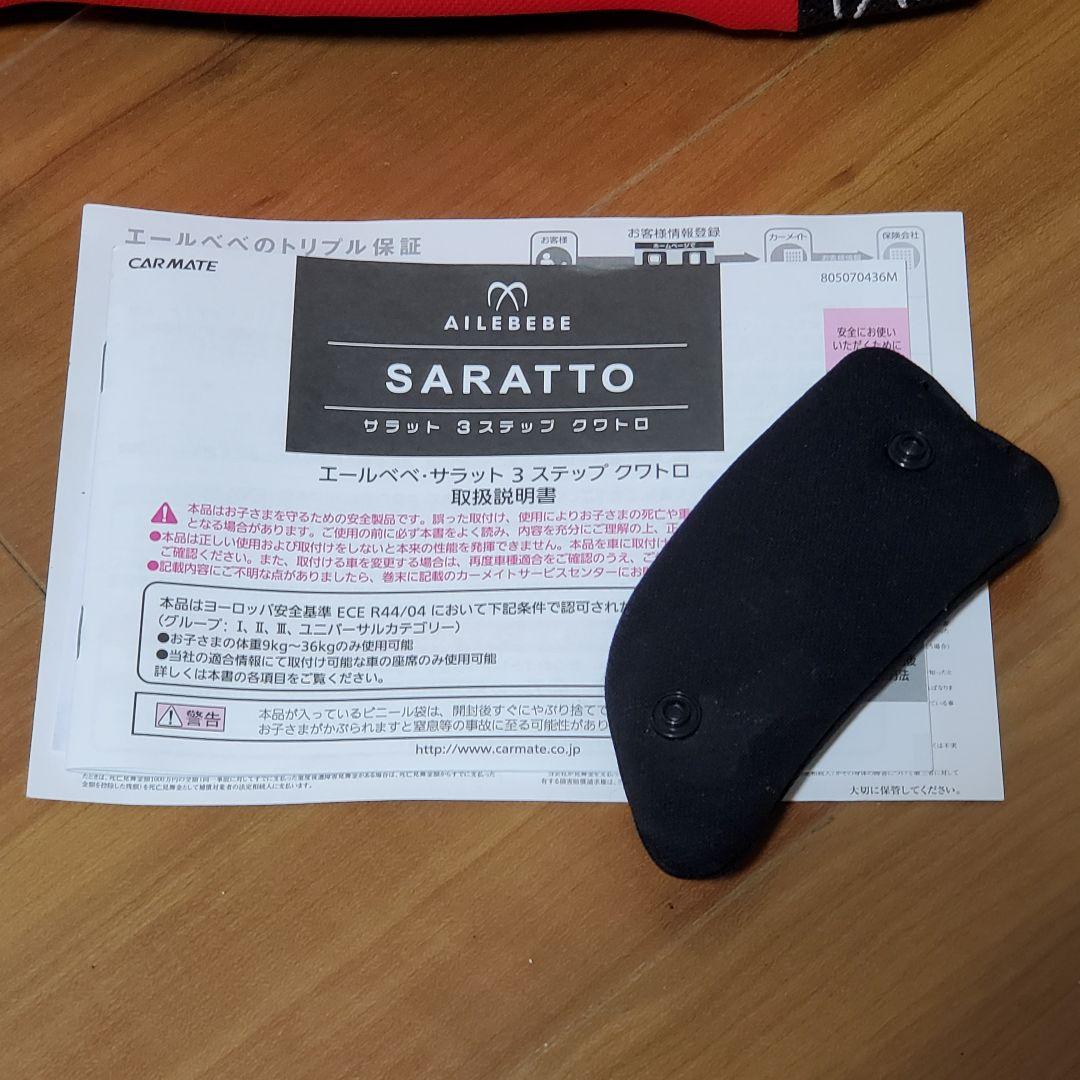 エールベベのトリプル保証
お客様
お客様情報登録
ホームページで
カーメイト
保険会社
お客様情報
CARMATE
805070436M
AILEBEBE
SARATTO
サラット 3ステップ クワトロ
安全にお使い
いただくために
エールベベ・サラット 3 ステップ クワトロ
取扱説明書
本品はお子さまを守るための安全製品です。誤った取付け、使用によりお子さまの死亡や重
となる場合があります。ご使用の前に必ず本書をよく読み、内容を充分にご理解の上、正
●本品は正しい使用および取付けをしないと本来の性能を発揮できません。本品を車に取付け
ご確認ください。また、取付ける車を変更する場合は、再度車種適合をご確認のうえ、ご
●記載内容にご不明な点がありましたら、巻末に記載のカーメイトサービスセンターにお
本品はヨーロッパ安全基準 ECE R44/04 において下記条件で認可された
（グループ：Ⅰ、Ⅱ、Ⅲ、ユニバーサルカテゴリー）
●お子さまの体重9kg～36kgのみ使用可能
●当社の適合情報にて取付け可能な車の座席のみ使用可能
詳しくは本書の各項目をご覧ください。
警告
本品が入っているビニール袋は、開封後すぐにやぶり捨てて
お子さまがかぶられますと窒息等の事故に至る可能性があり
http://www.carmate.co.jp
大切に保管してください。